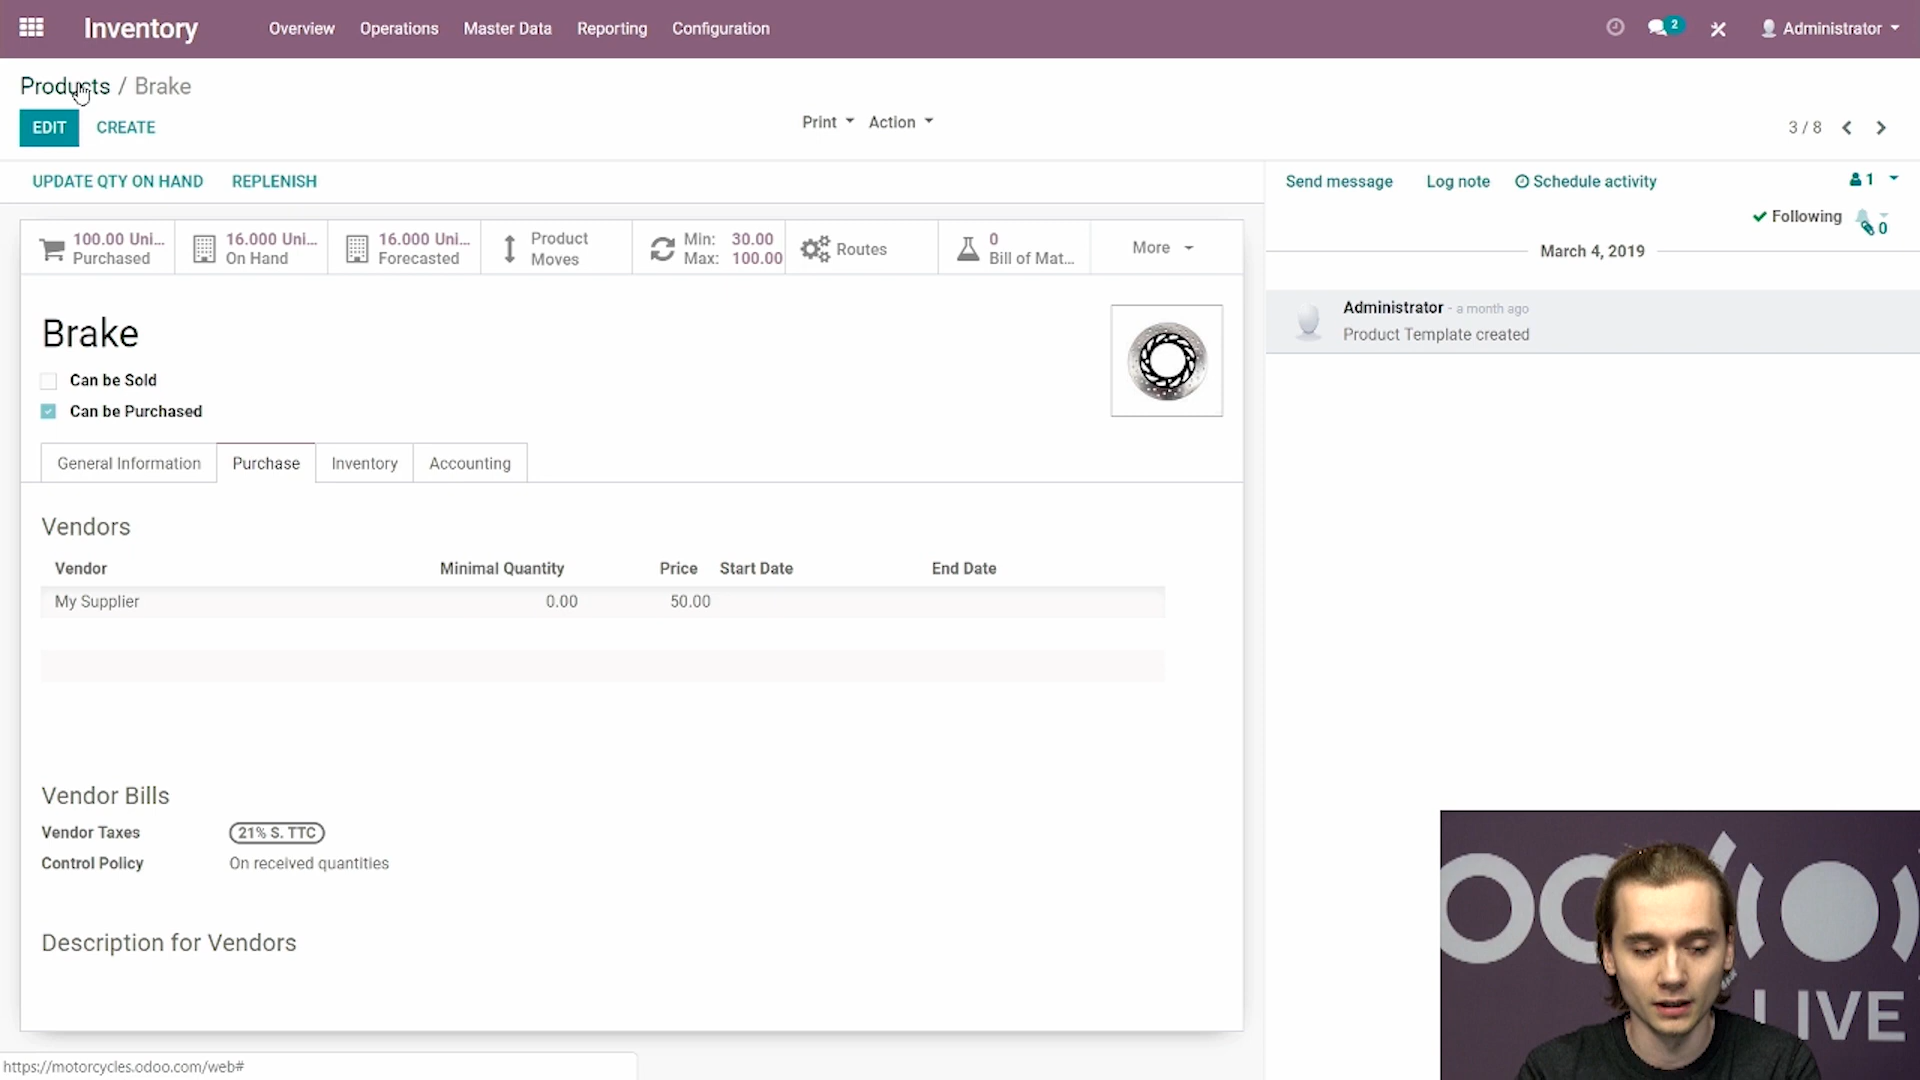 Inventory Overview Operations Master Data Reporting Configuration 2 Administrator
Products / Brake
EDIT CREATE Print Action 3 / 8
UPDATE QTY ON HAND REPLENISH Send message Log note Schedule activity 1
Following 0
100.00 Uni... Purchased
16.000 Uni... On Hand
16.000 Uni... Forecasted
Product Moves
Min: 30.00
Max: 100.00
Routes
0 Bill of Mat...
More
March 4, 2019
Administrator - a month ago
Product Template created
Brake
Can be Sold
Can be Purchased
General Information Purchase Inventory Accounting
Vendors
Vendor Minimal Quantity Price Start Date End Date
My Supplier 0.00 50.00
Vendor Bills
Vendor Taxes 21% S. TTC
Control Policy On received quantities
Description for Vendors
LIVE
https://motorcycles.odoo.com/web#